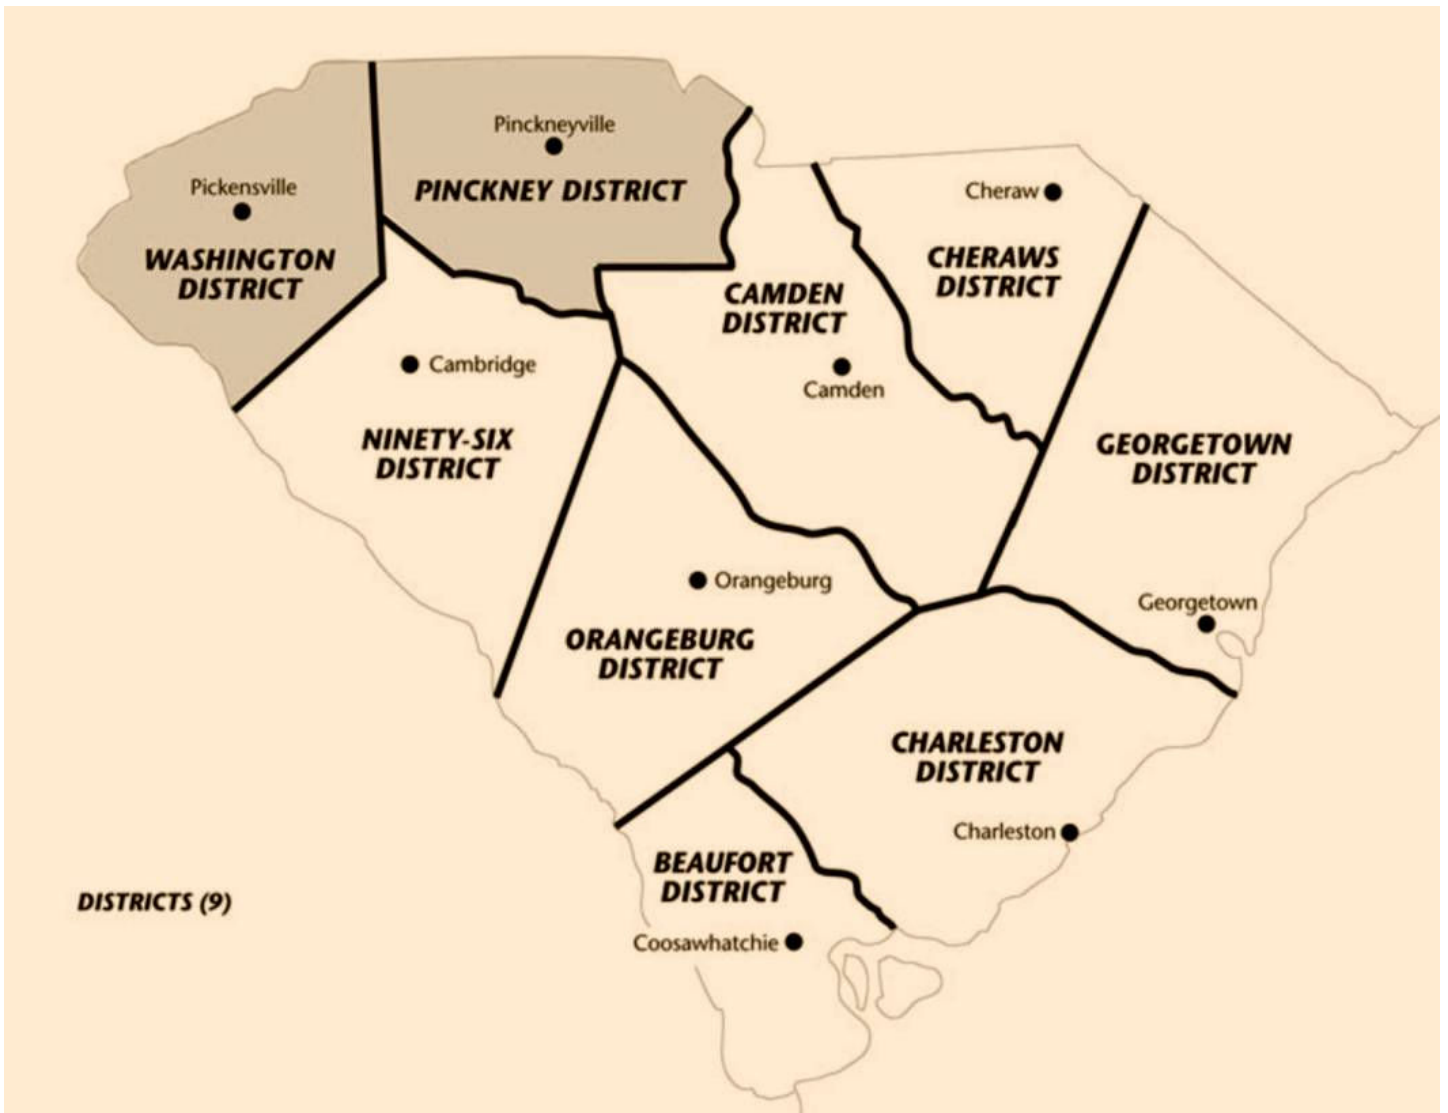 Pinckneyville
PINCKNEY DISTRICT
Pickensville
WASHINGTON
DISTRICT
Cheraw
CHERAWS
DISTRICT
CAMDEN
DISTRICT
Camden
Cambridge
NINETY-SIX
DISTRICT
GEORGETOWN
DISTRICT
Georgetown
Orangeburg
ORANGEBURG
DISTRICT
CHARLESTON
DISTRICT
Charleston
BEAUFORT
DISTRICT
Coosawhatchie
DISTRICTS (9)